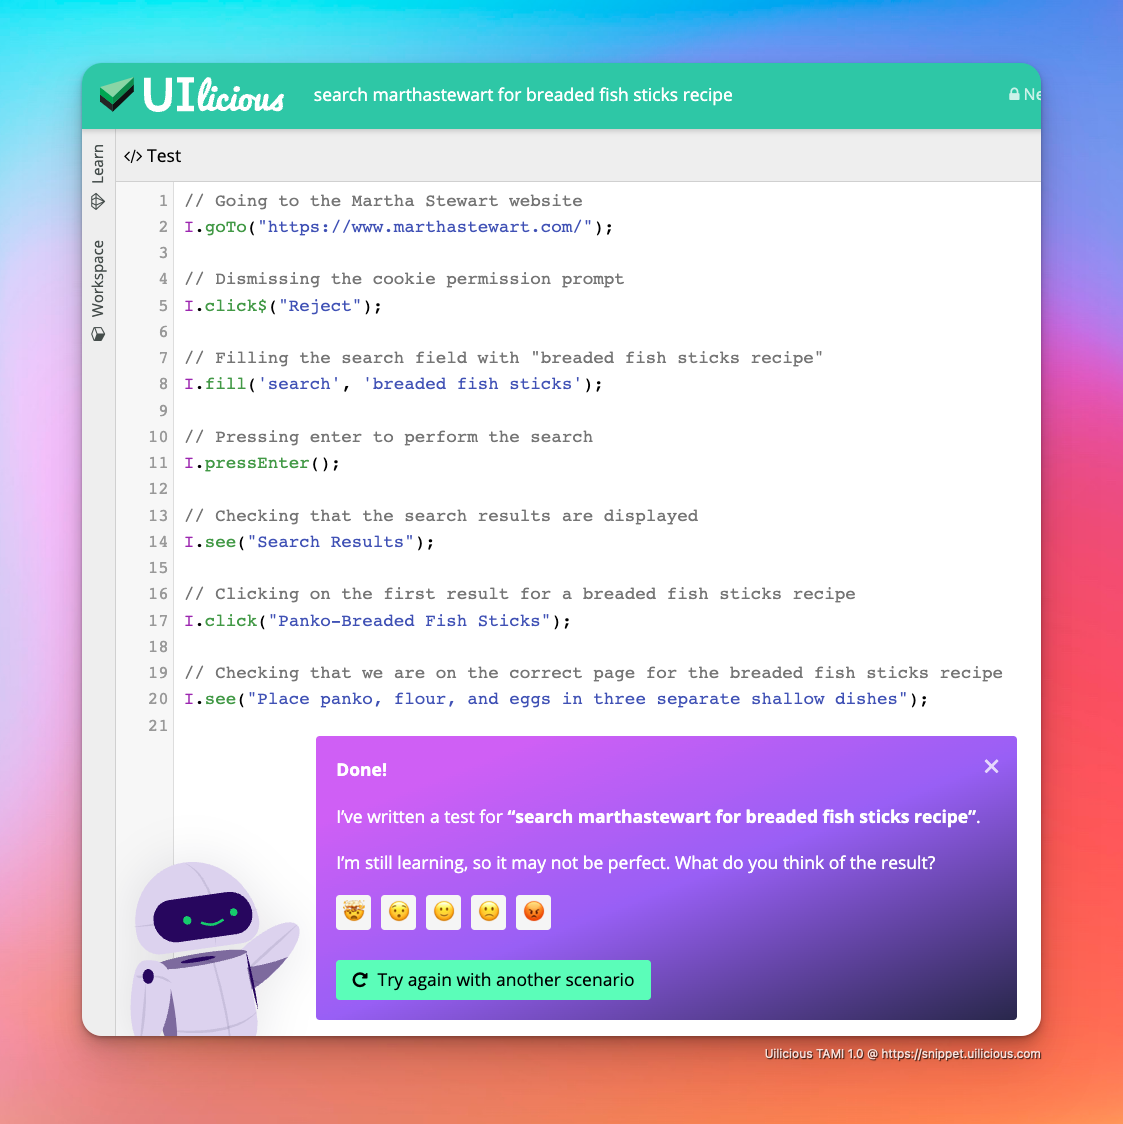 UIlicious
search marthastewart for breaded fish sticks recipe
Ne
Learn
Workspace
</> Test
1 // Going to the Martha Stewart website
2 I.goTo("https://www.marthastewart.com/");
3
4 // Dismissing the cookie permission prompt
5 I.click$("Reject");
6
7 // Filling the search field with "breaded fish sticks recipe"
8 I.fill('search', 'breaded fish sticks');
9
10 // Pressing enter to perform the search
11 I.pressEnter();
12
13 // Checking that the search results are displayed
14 I.see("Search Results");
15
16 // Clicking on the first result for a breaded fish sticks recipe
17 I.click("Panko-Breaded Fish Sticks");
18
19 // Checking that we are on the correct page for the breaded fish sticks recipe
20 I.see("Place panko, flour, and eggs in three separate shallow dishes");
21
Done!
I’ve written a test for “search marthastewart for breaded fish sticks recipe”.
I’m still learning, so it may not be perfect. What do you think of the result?
Try again with another scenario
Uilicious TAMI 1.0 @ https://snippet.uilicious.com